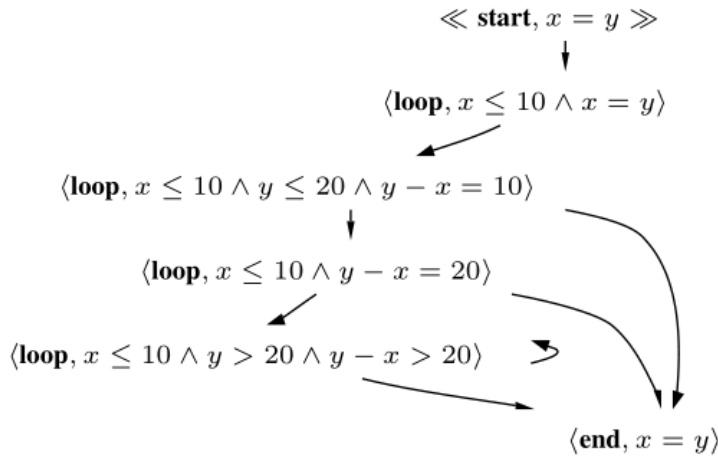 ≪ start, x = y ≫
⟨loop, x ≤ 10 ∧ x = y⟩
⟨loop, x ≤ 10 ∧ y ≤ 20 ∧ y − x = 10⟩
⟨loop, x ≤ 10 ∧ y − x = 20⟩
⟨loop, x ≤ 10 ∧ y > 20 ∧ y − x > 20⟩
⟨end, x = y⟩